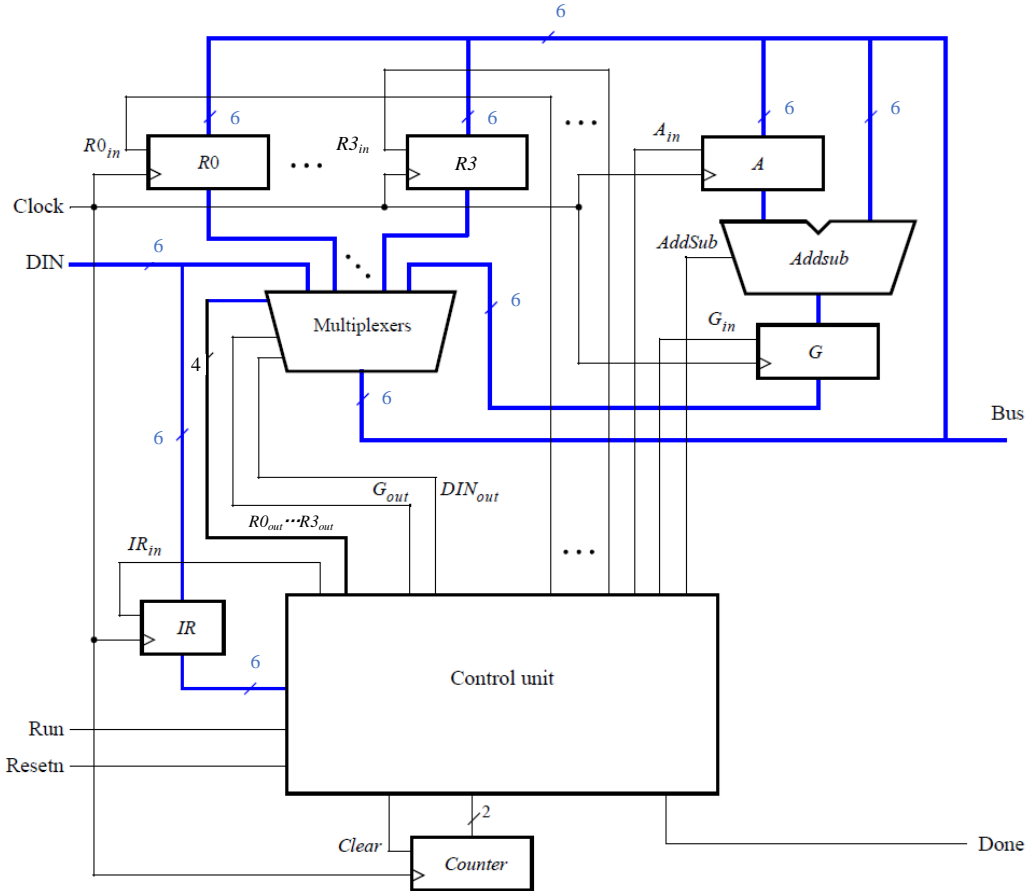 6
6
6
6
6
R0in
R0
• • •
R3in
R3
• • •
Ain
A
Clock
DIN
6
AddSub
Addsub
Multiplexers
6
Gin
G
4
6
Bus
6
Gout
DINout
R0out•••R3out
IRin
• • •
IR
6
Control unit
Run
Resetn
2
Clear
Counter
Done